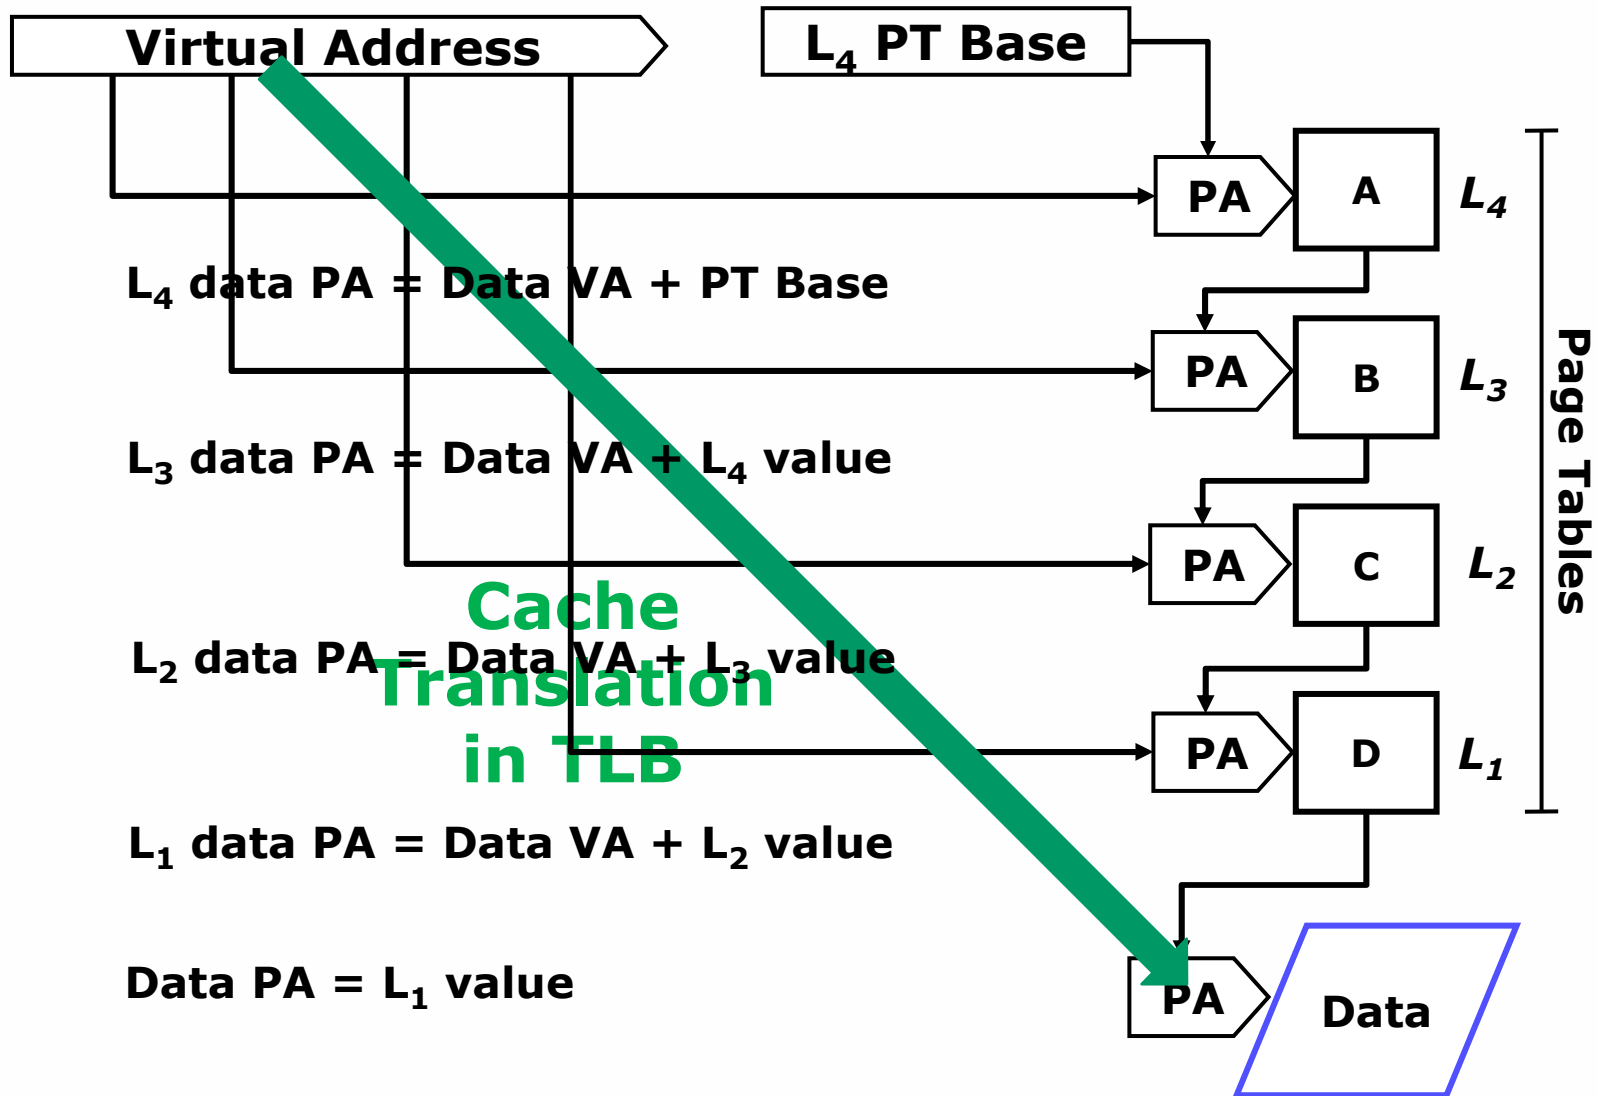 Virtual Address
L4 PT Base
PA
A
L4
L4 data PA = Data VA + PT Base
PA
B
L3
Page Tables
L3 data PA = Data VA + L4 value
PA
C
L2
Cache
Translation
in TLB
L2 data PA = Data VA + L3 value
PA
D
L1
L1 data PA = Data VA + L2 value
Data PA = L1 value
PA
Data